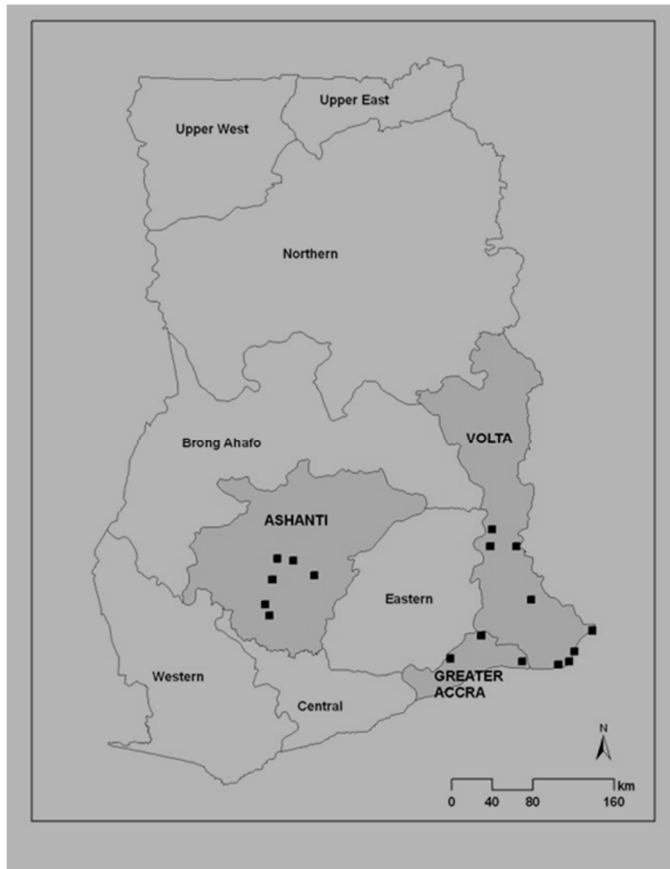 Upper East
Upper West
Northern
VOLTA
Brong Ahafo
ASHANTI
Eastern
Western
GREATER
ACCRA
Central
N
km
0 40 80 160